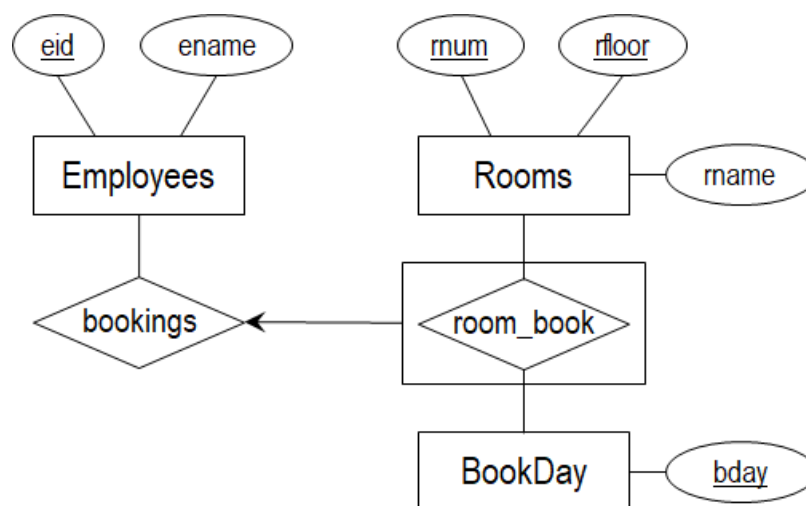 eid
ename
rnum
rfloor
Employees
Rooms
rname
bookings
room_book
BookDay
bday